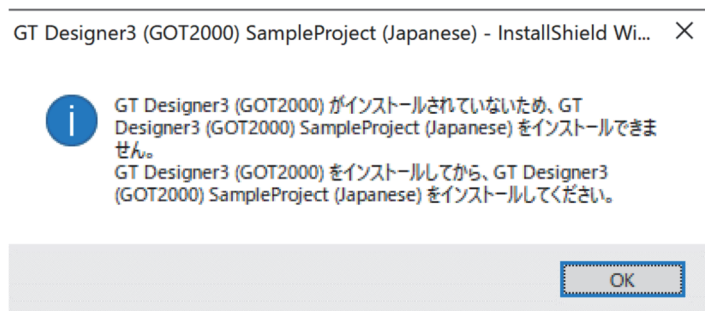 GT Designer3 (GOT2000) SampleProject (Japanese) - InstallShield Wi...
GT Designer3 (GOT2000) がインストールされていないため、GT
Designer3 (GOT2000) SampleProject (Japanese) をインストールできま
せん。
GT Designer3 (GOT2000) をインストールしてから、GT Designer3
(GOT2000) SampleProject (Japanese) をインストールしてください。
OK